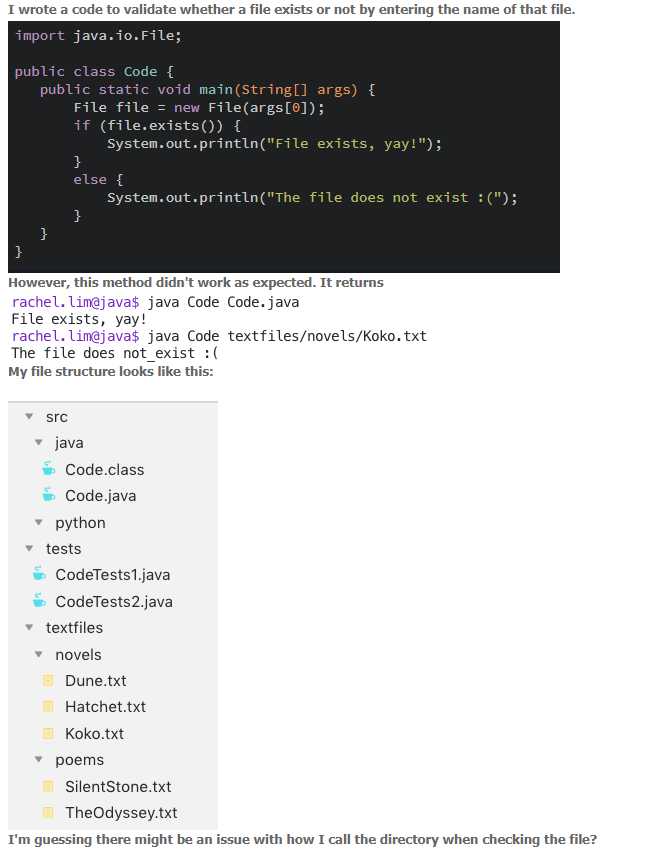 I wrote a code to validate whether a file exists or not by entering the name of that file.
import java.io.File;
public class Code {
public static void main(String[] args) {
File file = new File(args[0]);
if (file.exists()) {
System.out.println("File exists, yay!");
}
else {
System.out.println("The file does not exist :(");
}
}
}
However, this method didn't work as expected. It returns
rachel.lim@java$ java Code Code.java
File exists, yay!
rachel.lim@java$ java Code textfiles/novels/Koko.txt
The file does not_exist :(
My file structure looks like this:
src
java
Code.class
Code.java
python
tests
CodeTests1.java
CodeTests2.java
textfiles
novels
Dune.txt
Hatchet.txt
Koko.txt
poems
SilentStone.txt
TheOdyssey.txt
I'm guessing there might be an issue with how I call the directory when checking the file?